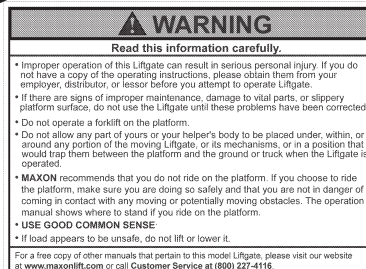 WARNING
Read this information carefully.
• Improper operation of this Liftgate can result in serious personal injury. If you do
not have a copy of the operating instructions, please obtain them from your
employer, distributor, or lessor before you attempt to operate Liftgate.
• If there are signs of improper maintenance, damage to vital parts, or slippery
platform surface, do not use the Liftgate until these problems have been corrected
• Do not operate a forklift on the platform.
• Do not allow any part of yours or your helper's body to be placed under, within, or
around any portion of the moving Liftgate, or its mechanisms, or in a position that
would trap them between the platform and the ground or truck when the Liftgate is
operated.
• MAXON recommends that you do not ride on the platform. If you choose to ride
the platform, make sure you are doing so safely and that you are not in danger of
coming in contact with any moving or potentially moving obstacles. The operation
manual shows where to stand if you ride on the platform.
• USE GOOD COMMON SENSE
• If load appears to be unsafe, do not lift or lower it.
For a free copy of other manuals that pertain to this model Liftgate, please visit our website
at www.maxonlift.com or call Customer Service at (800) 227-4116.